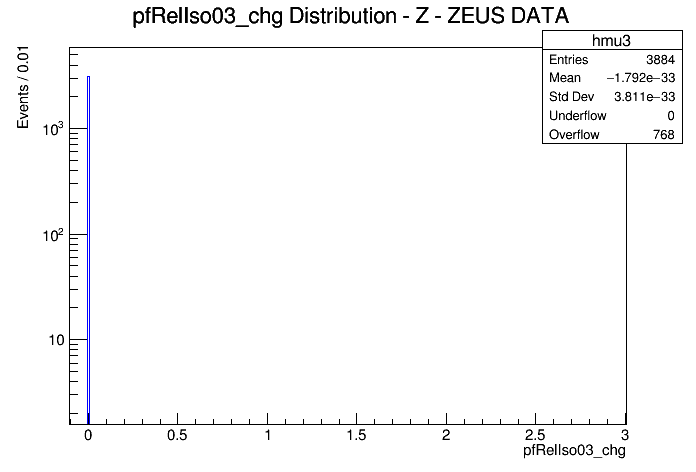 pfRelIso03_chg Distribution - Z - ZEUS DATA
hmu3
Entries 3884
Mean −1.792e−33
Std Dev 3.811e−33
Underflow 0
Overflow 768
Events / 0.01
10³
10²
10
0 0.5 1 1.5 2 2.5 3
pfRelIso03_chg